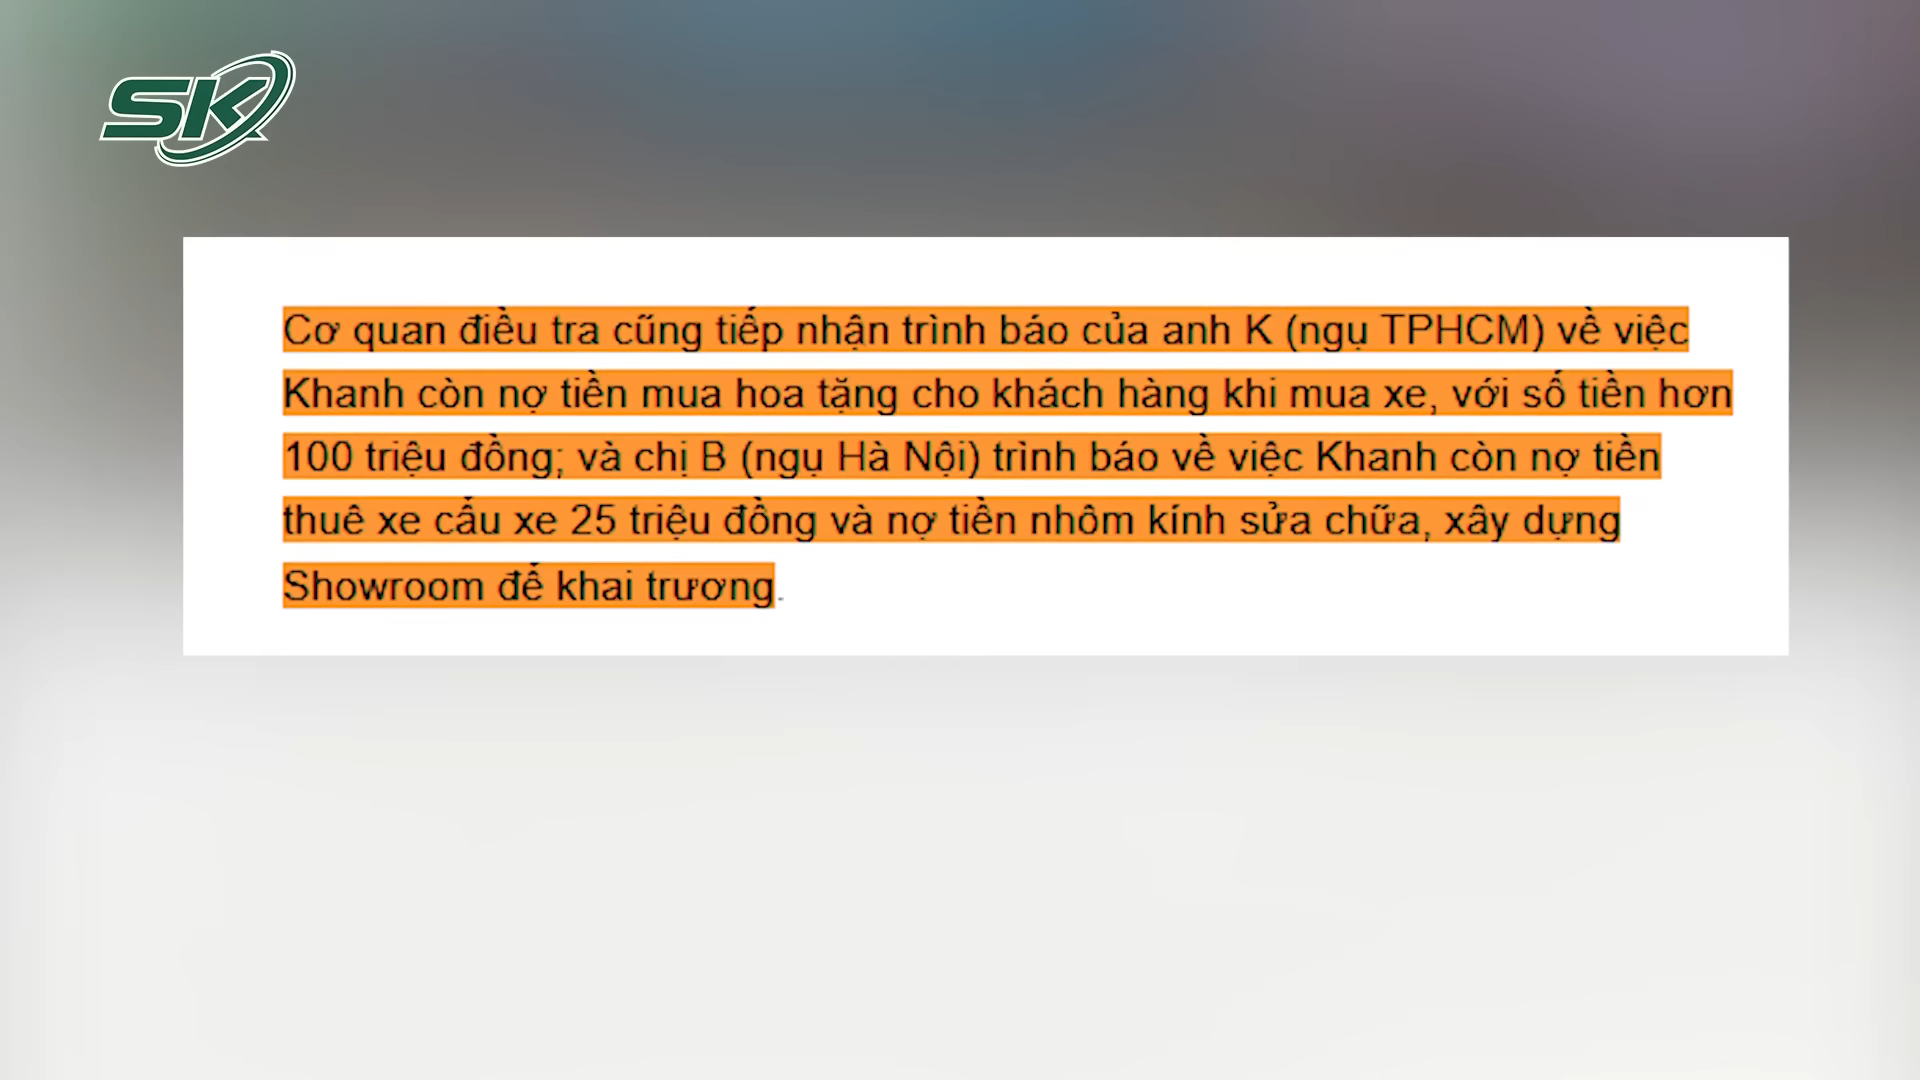 SK
Cơ quan điều tra cũng tiếp nhận trình báo của anh K (ngụ TPHCM) về việc
Khanh còn nợ tiền mua hoa tặng cho khách hàng khi mua xe, với số tiền hơn
100 triệu đồng; và chị B (ngụ Hà Nội) trình báo về việc Khanh còn nợ tiền
thuê xe cẩu xe 25 triệu đồng và nợ tiền nhôm kính sửa chữa, xây dựng
Showroom để khai trương.